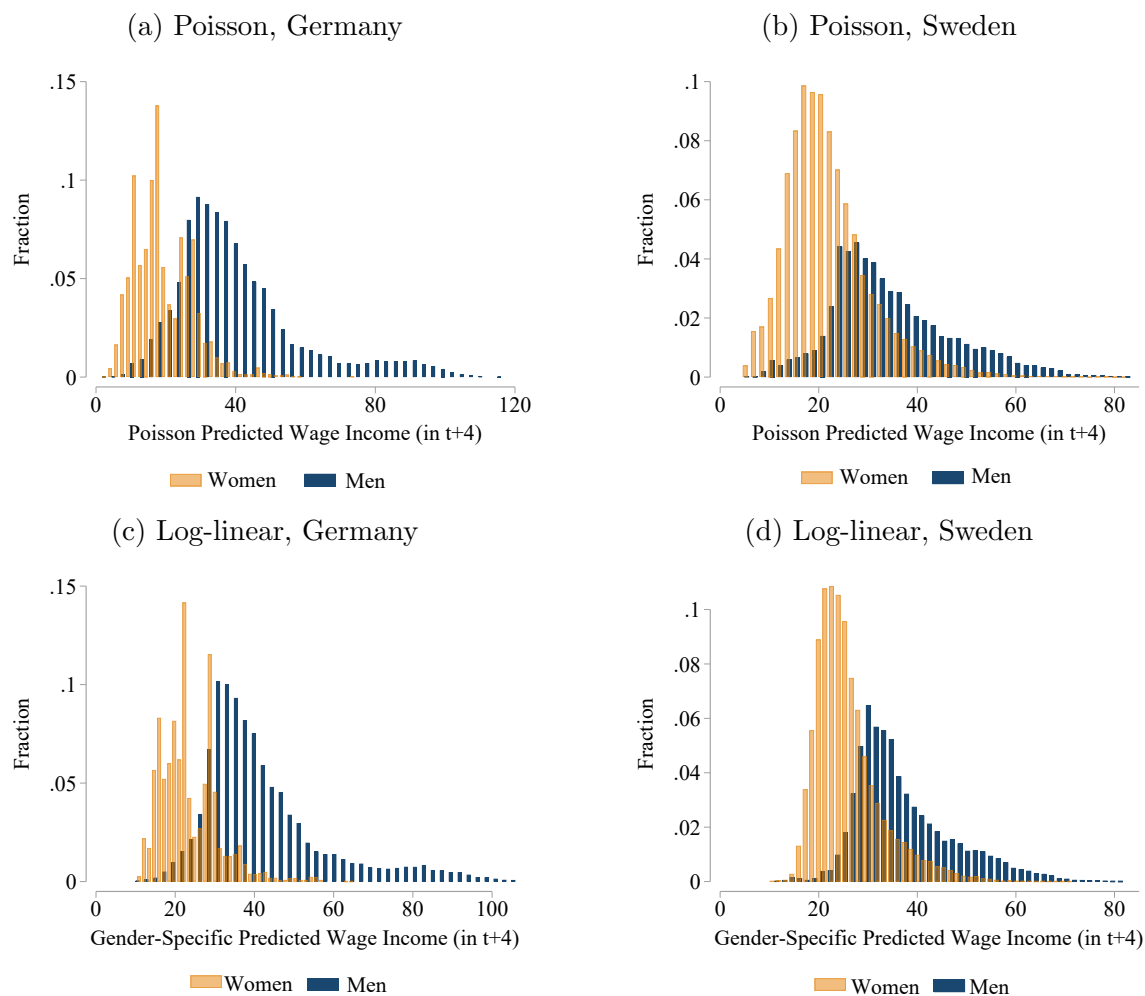 (a) Poisson, Germany
.15
.1
.05
0
Fraction
0 40 80 120
Poisson Predicted Wage Income (in t+4)
Women Men
(b) Poisson, Sweden
.1
.08
.06
.04
.02
0
Fraction
0 20 40 60 80
Poisson Predicted Wage Income (in t+4)
Women Men
(c) Log-linear, Germany
.15
.1
.05
0
Fraction
0 20 40 60 80 100
Gender-Specific Predicted Wage Income (in t+4)
Women Men
(d) Log-linear, Sweden
.1
.08
.06
.04
.02
0
Fraction
0 20 40 60 80
Gender-Specific Predicted Wage Income (in t+4)
Women Men